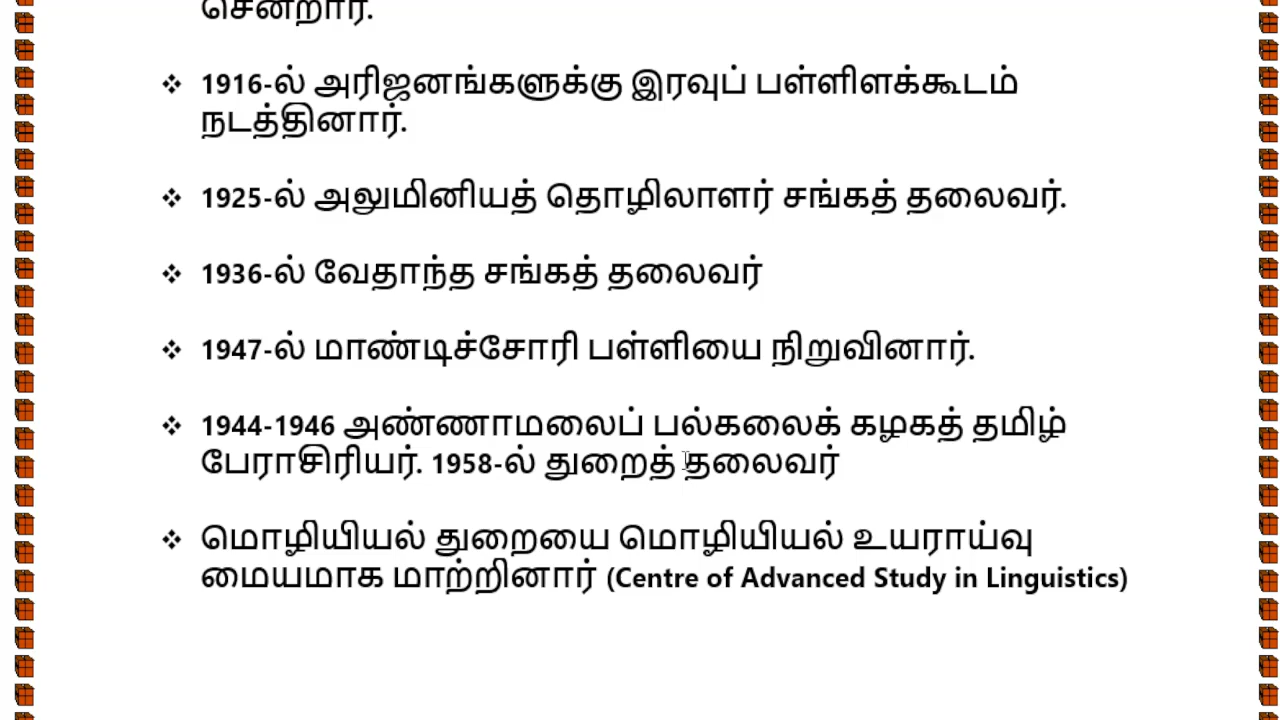 சென்றார்.
❖ 1916-ல் அரிஜனங்களுக்கு இரவுப் பள்ளிளக்கூடம்
நடத்தினார்.
❖ 1925-ல் அலுமினியத் தொழிலாளர் சங்கத் தலைவர்.
❖ 1936-ல் வேதாந்த சங்கத் தலைவர்
❖ 1947-ல் மாண்டிச்சோரி பள்ளியை நிறுவினார்.
❖ 1944-1946 அண்ணாமலைப் பல்கலைக் கழகத் தமிழ்
பேராசிரியர். 1958-ல் துறைத் தலைவர்
❖ மொழியியல் துறையை மொழியியல் உயராய்வு
மையமாக மாற்றினார் (Centre of Advanced Study in Linguistics)